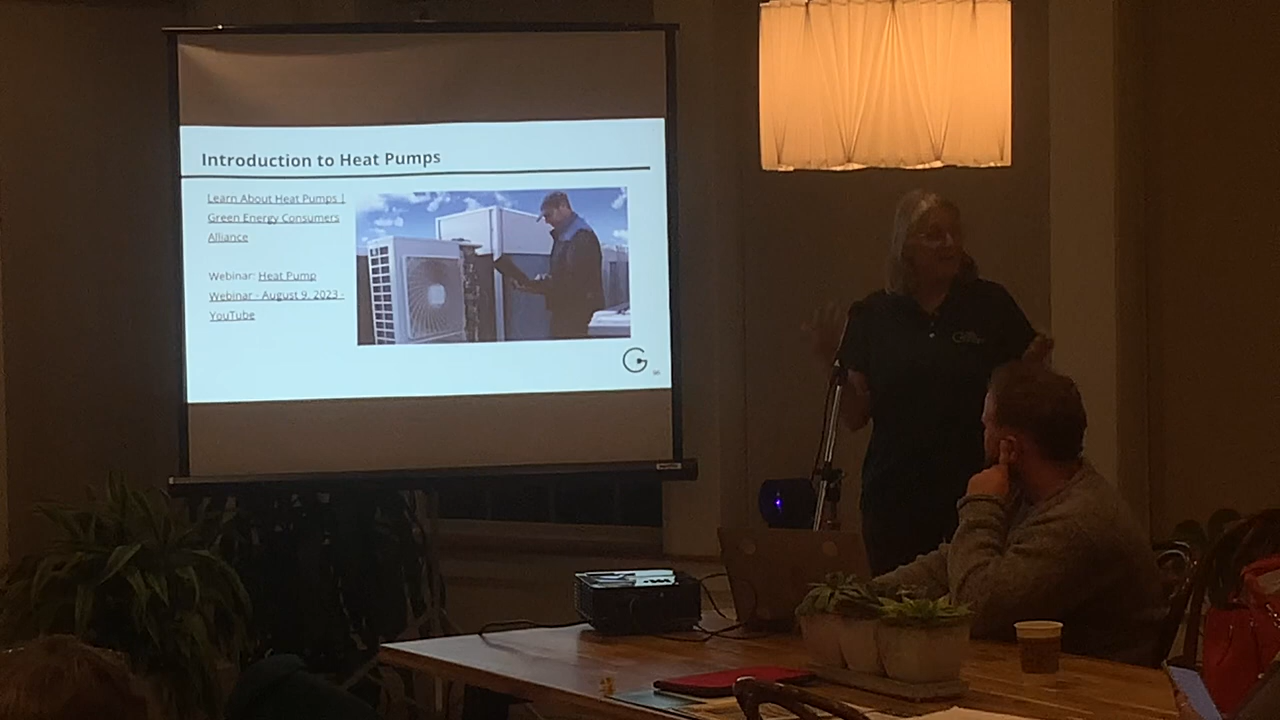 Introduction to Heat Pumps
Learn About Heat Pumps |
Green Energy Consumers
Alliance
Webinar: Heat Pump
Webinar - August 9, 2023 -
YouTube
G